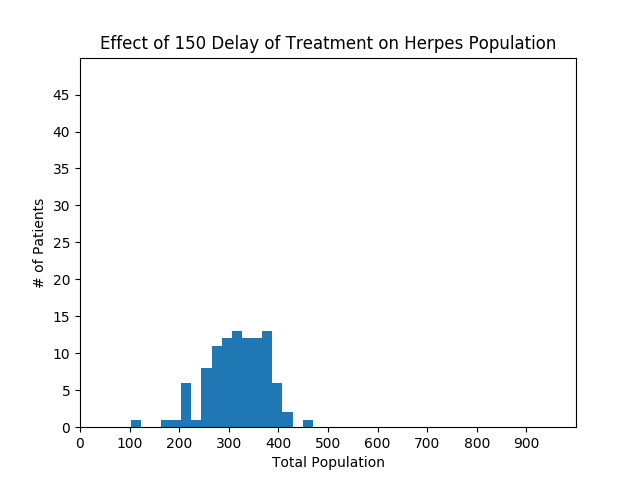 Effect of 150 Delay of Treatment on Herpes Population
# of Patients
45
40
35
30
25
20
15
10
5
0
0 100 200 300 400 500 600 700 800 900
Total Population